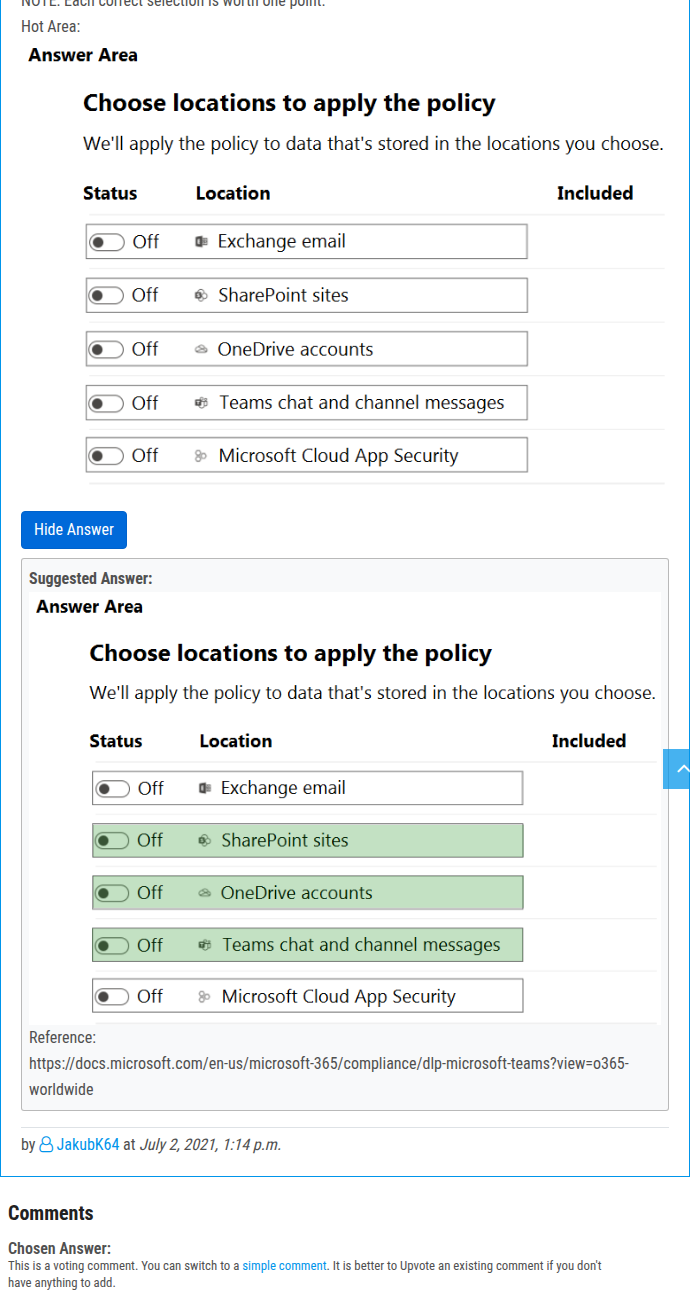 NOTE: Each correct selection is worth one point.
Hot Area:
Answer Area
Choose locations to apply the policy
We'll apply the policy to data that's stored in the locations you choose.
Status Location Included
Off Exchange email
Off SharePoint sites
Off OneDrive accounts
Off Teams chat and channel messages
Off Microsoft Cloud App Security
Hide Answer
Suggested Answer:
Answer Area
Choose locations to apply the policy
We'll apply the policy to data that's stored in the locations you choose.
Status Location Included
Off Exchange email
Off SharePoint sites
Off OneDrive accounts
Off Teams chat and channel messages
Off Microsoft Cloud App Security
Reference:
https://docs.microsoft.com/en-us/microsoft-365/compliance/dlp-microsoft-teams?view=o365-
worldwide
by JakubK64 at July 2, 2021, 1:14 p.m.
Comments
Chosen Answer:
This is a voting comment. You can switch to a simple comment. It is better to Upvote an existing comment if you don't
have anything to add.